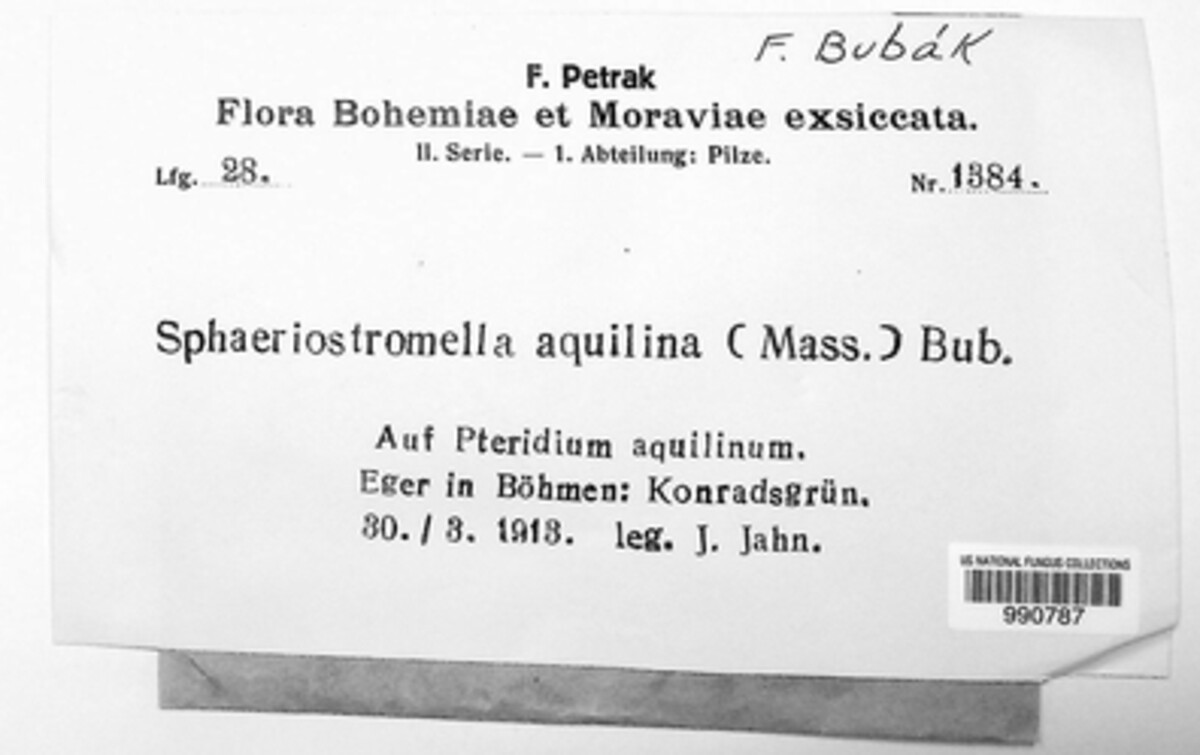 F. Bubák
F. Petrak
Flora Bohemiae et Moraviae exsiccata.
II. Serie. — 1. Abteilung: Pilze.
Lfg. 28. Nr. 1384.
Sphaeriostromella aquilina (Mass.) Bub.
Auf Pteridium aquilinum.
Eger in Böhmen: Konradsgrün.
30. / 3. 1913. leg. J. Jahn.
US NATIONAL FUNGUS COLLECTIONS
990787